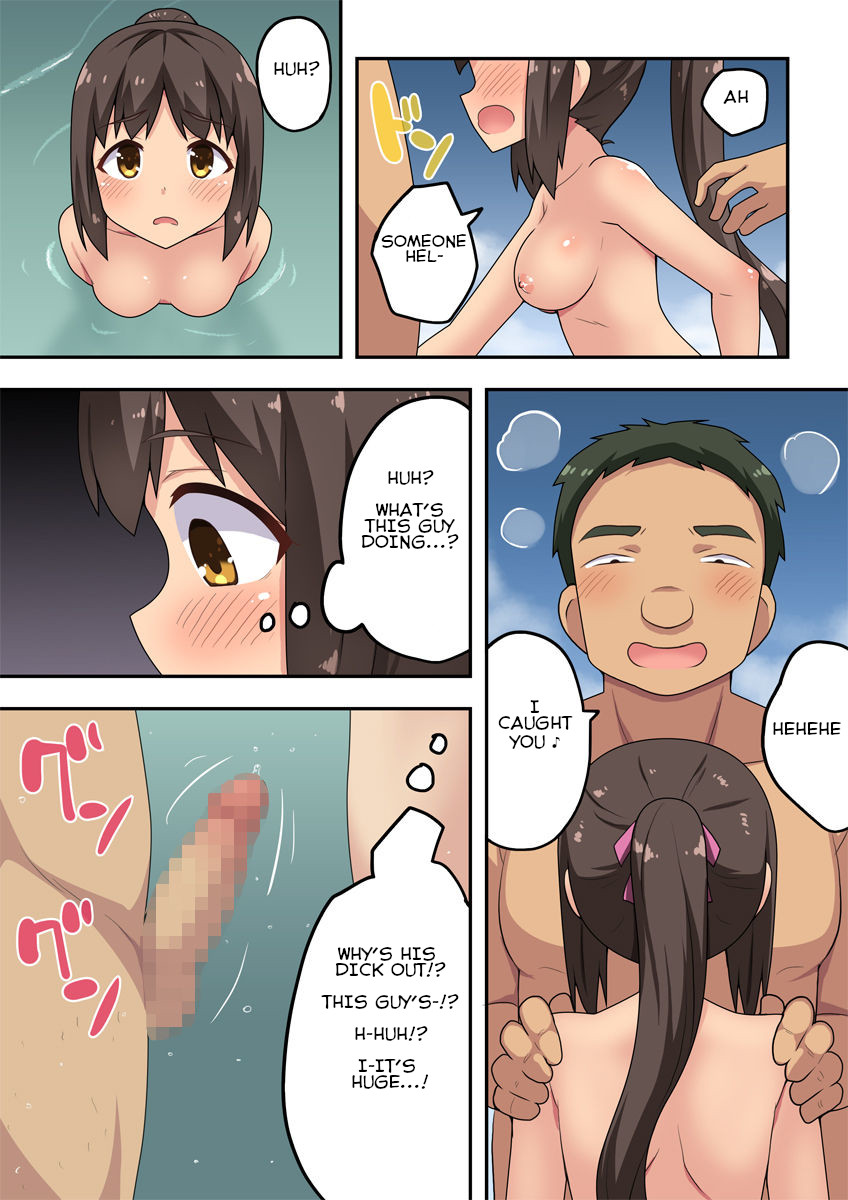 AH
ドン
SOMEONE
HEL-
HUH?
HEHEHE
I
CAUGHT
YOU ♪
HUH?
WHAT'S
THIS GUY
DOING...?
WHY'S HIS
DICK OUT!?
THIS GUY'S-!?
H-HUH!?
I-IT'S
HUGE...!
グン
グン